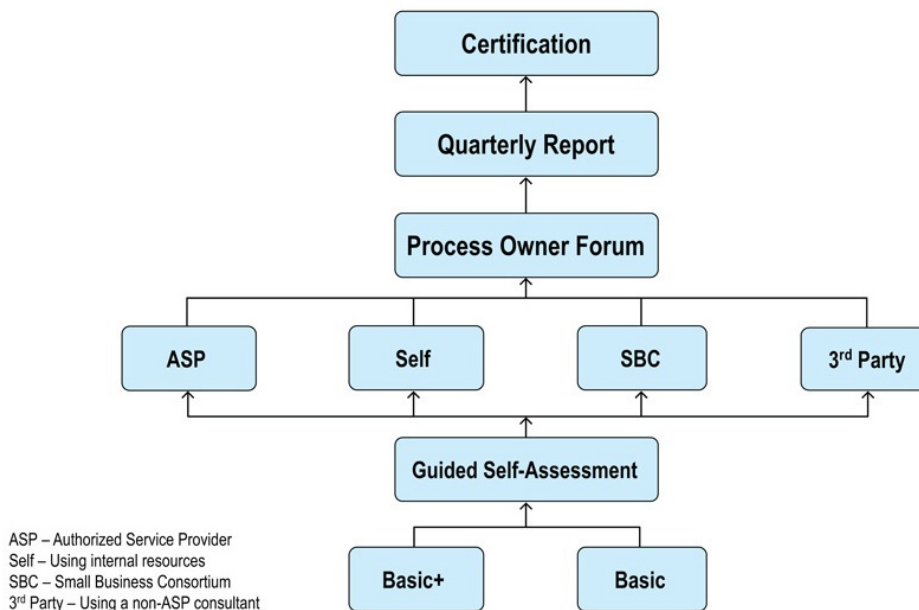 Certification
Quarterly Report
Process Owner Forum
ASP
Self
SBC
3rd Party
Guided Self-Assessment
Basic+
Basic
ASP – Authorized Service Provider
Self – Using internal resources
SBC – Small Business Consortium
3rd Party – Using a non-ASP consultant